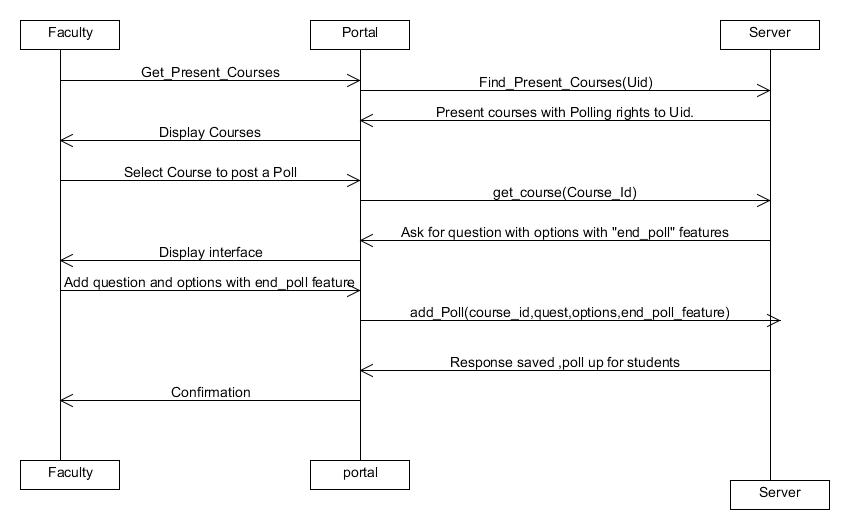 Faculty
Portal
Server
Get_Present_Courses
Find_Present_Courses(Uid)
Present courses with Polling rights to Uid.
Display Courses
Select Course to post a Poll
get_course(Course_Id)
Ask for question with options with "end_poll" features
Display interface
Add question and options with end_poll feature
add_Poll(course_id,quest,options,end_poll_feature)
Response saved ,poll up for students
Confirmation
Faculty
portal
Server